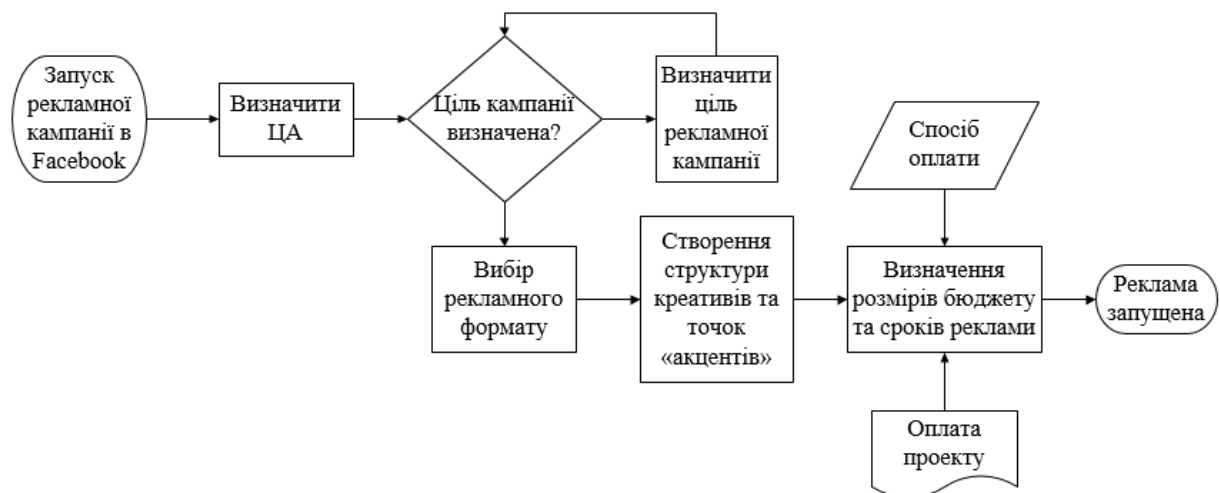 Запуск
рекламної
кампанії в
Facebook
Визначити
ЦА
Ціль кампанії
визначена?
Визначити
ціль
рекламної
кампанії
Спосіб
оплати
Вибір
рекламного
формату
Створення
структури
креативів та
точок
«акцентів»
Визначення
розмірів бюджету
та сроків реклами
Реклама
запущена
Оплата
проекту